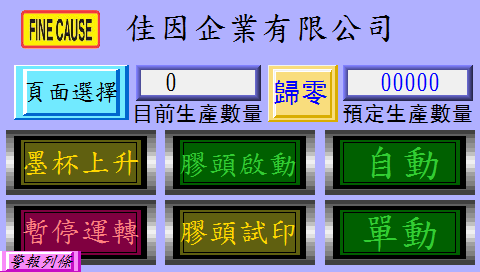 FINE CAUSE 佳因企業有限公司
頁面選擇 0 歸零 00000
目前生產數量 預定生產數量
墨杯上升 膠頭啟動 自動
暫停運轉 膠頭試印 單動
警報列條